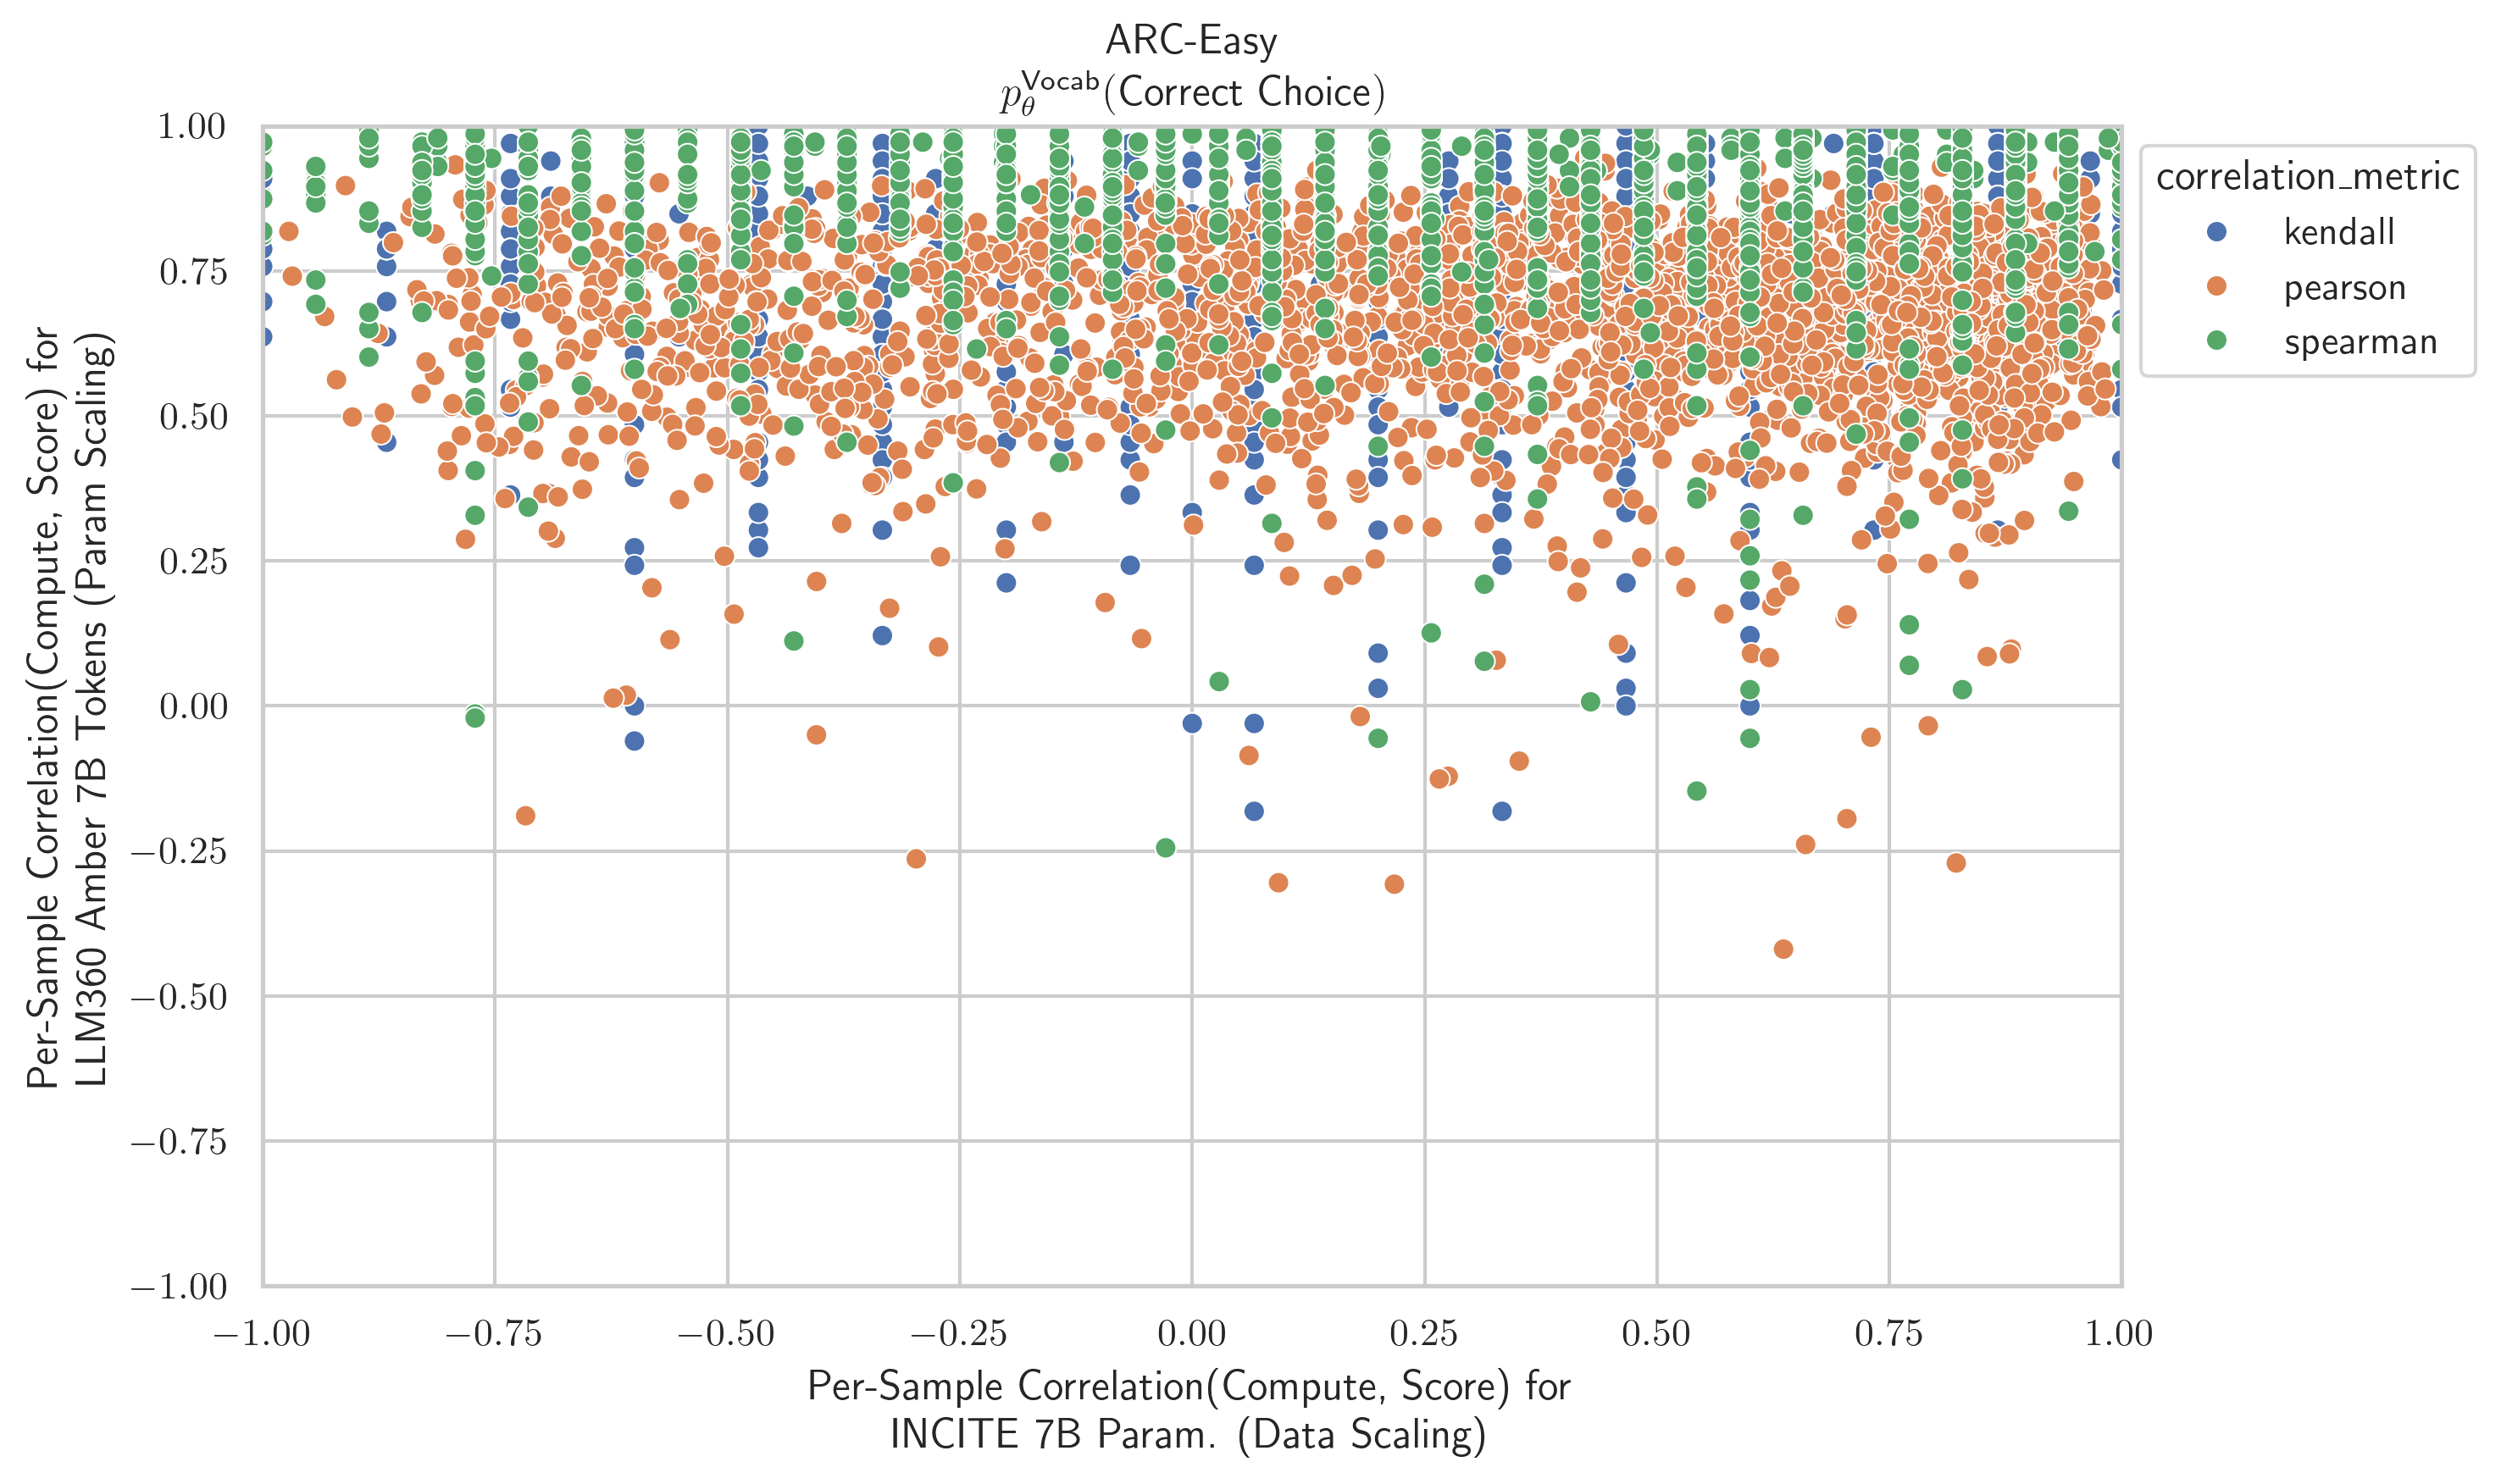 ARC-Easy
p_θ^Vocab(Correct Choice)
Per-Sample Correlation(Compute, Score) for
LLM360 Amber 7B Tokens (Param Scaling)
1.00
0.75
0.50
0.25
0.00
−0.25
−0.50
−0.75
−1.00
correlation_metric
kendall
pearson
spearman
−1.00 −0.75 −0.50 −0.25 0.00 0.25 0.50 0.75 1.00
Per-Sample Correlation(Compute, Score) for
INCITE 7B Param. (Data Scaling)